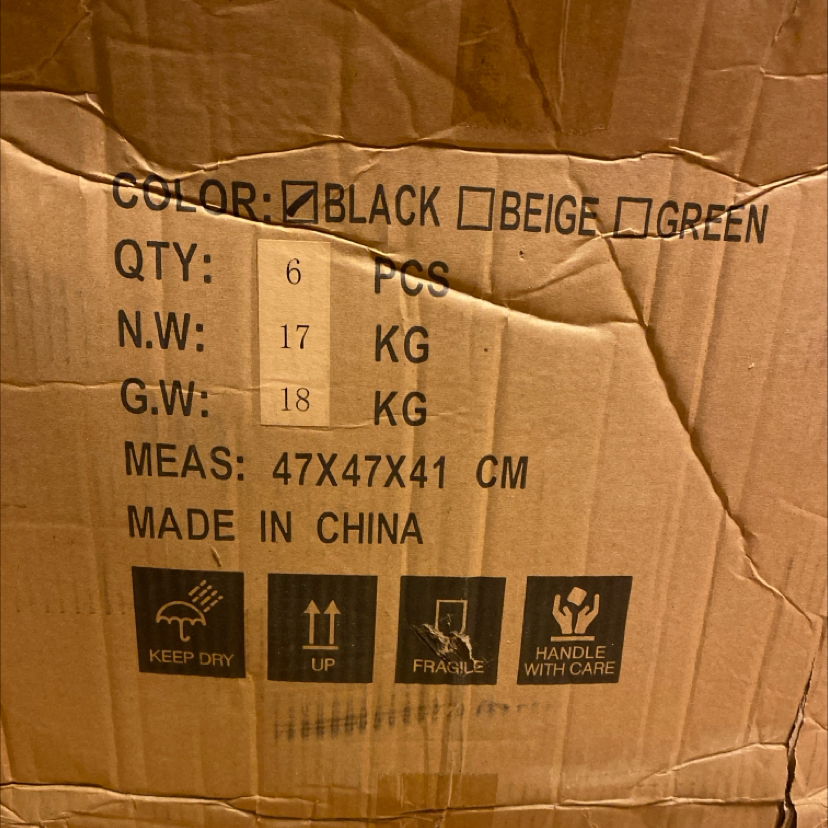 COLOR: BLACK BEIGE GREEN
QTY: 6 PCS
N.W: 17 KG
G.W: 18 KG
MEAS: 47X47X41 CM
MADE IN CHINA
KEEP DRY
UP
FRAGILE
HANDLE
WITH CARE